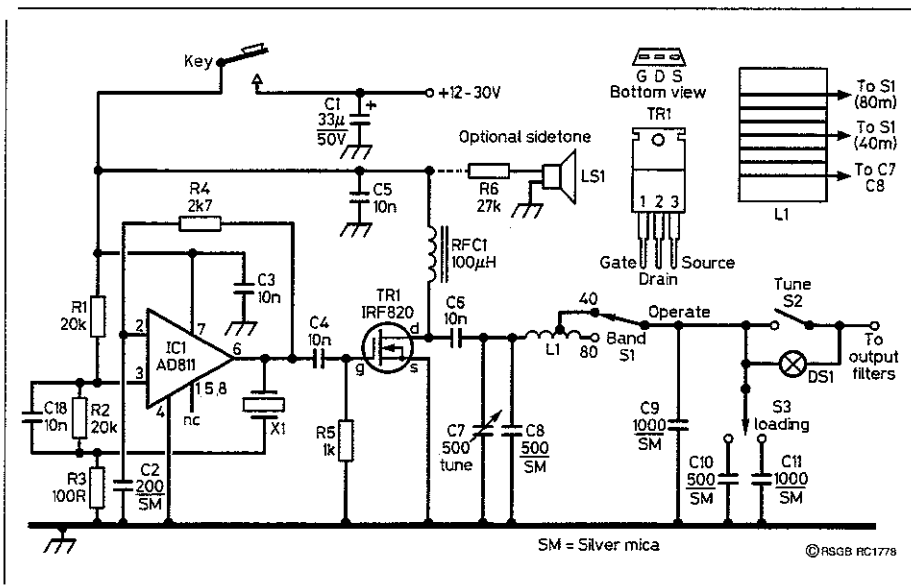 Key
+12-30V
C1
33µ
50V
+
Optional sidetone
R6
27k
LS1
G D S
Bottom view
TR1
1 2 3
Gate
Drain
Source
To S1
(80m)
To S1
(40m)
To C7
C8
L1
R4
2k7
C5
10n
RFC1
100µH
C3
10n
R1
20k
2
7
IC1
AD811
6
3
1,5,8
4
nc
C4
10n
TR1
IRF820
d
g
s
C6
10n
L1
40
80
Operate
Band
S1
Tune
S2
To
output
filters
DS1
C18
10n
R2
20k
X1
R5
1k
C7
500
tune
C8
500
SM
C9
1000
SM
S3
loading
C10
500
SM
C11
1000
SM
R3
100R
C2
200
SM
SM = Silver mica
©RSGB RC1778